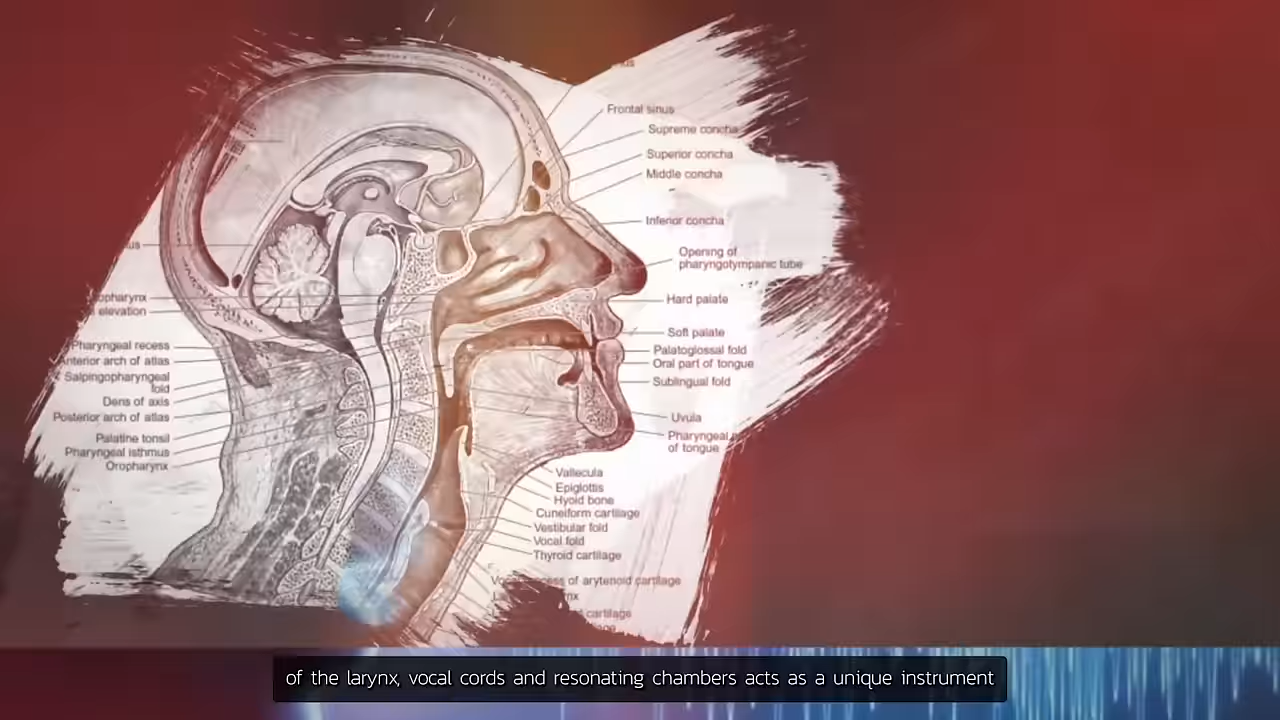 Frontal sinus
Supreme concha
Superior concha
Middle concha
Inferior concha
Opening of
pharyngotympanic tube
Hard palate
Soft palate
Palatoglossal fold
Oral part of tongue
Sublingual fold
Uvula
Pharyngeal
of tongue
elevation
Pharyngeal recess
Anterior arch of atlas
Salpingopharyngeal
fold
Dens of axis
Posterior arch of atlas
Palatine tonsil
Pharyngeal isthmus
Oropharynx
Vallecula
Epiglottis
Hyoid bone
Cuneiform cartilage
Vestibular fold
Vocal fold
Thyroid cartilage
of arytenoid cartilage
cartilage
of the larynx, vocal cords and resonating chambers acts as a unique instrument